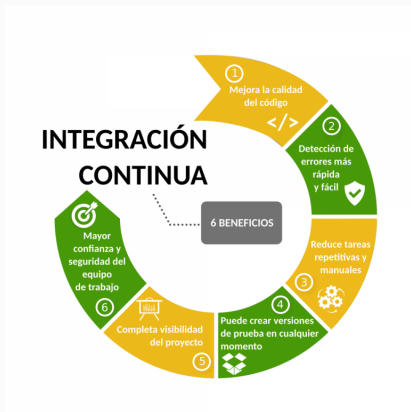 INTEGRACIÓN
CONTINUA
6 BENEFICIOS
1
Mejora la calidad
del código
</>
2
Detección de
errores más
rápida
y fácil
Reduce tareas
repetitivas y
manuales
3
4
Puede crear versiones
de prueba en cualquier
momento
Completa visibilidad
del proyecto
5
Mayor
confianza y
seguridad del
equipo
de trabajo
6